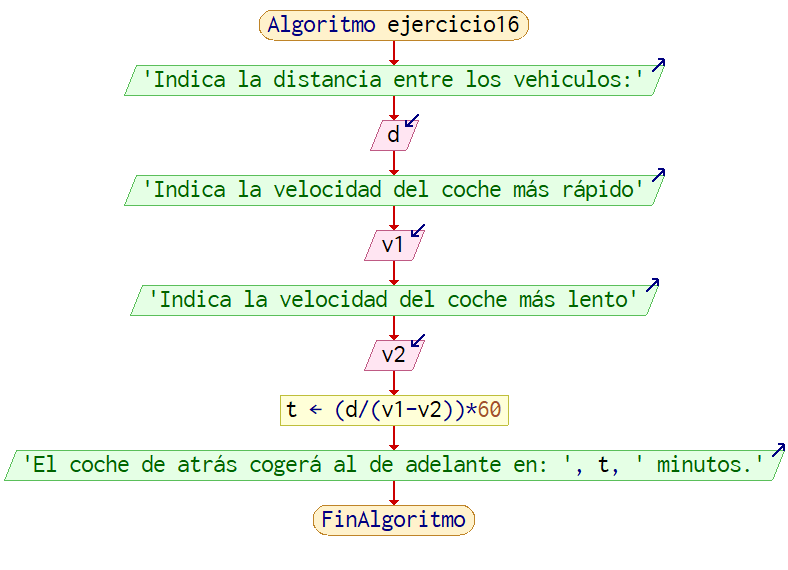 Algoritmo ejercicio16
'Indica la distancia entre los vehiculos:'
d
'Indica la velocidad del coche más rápido'
v1
'Indica la velocidad del coche más lento'
v2
t ← (d/(v1-v2))*60
'El coche de atrás cogerá al de adelante en: ', t, ' minutos.'
FinAlgoritmo